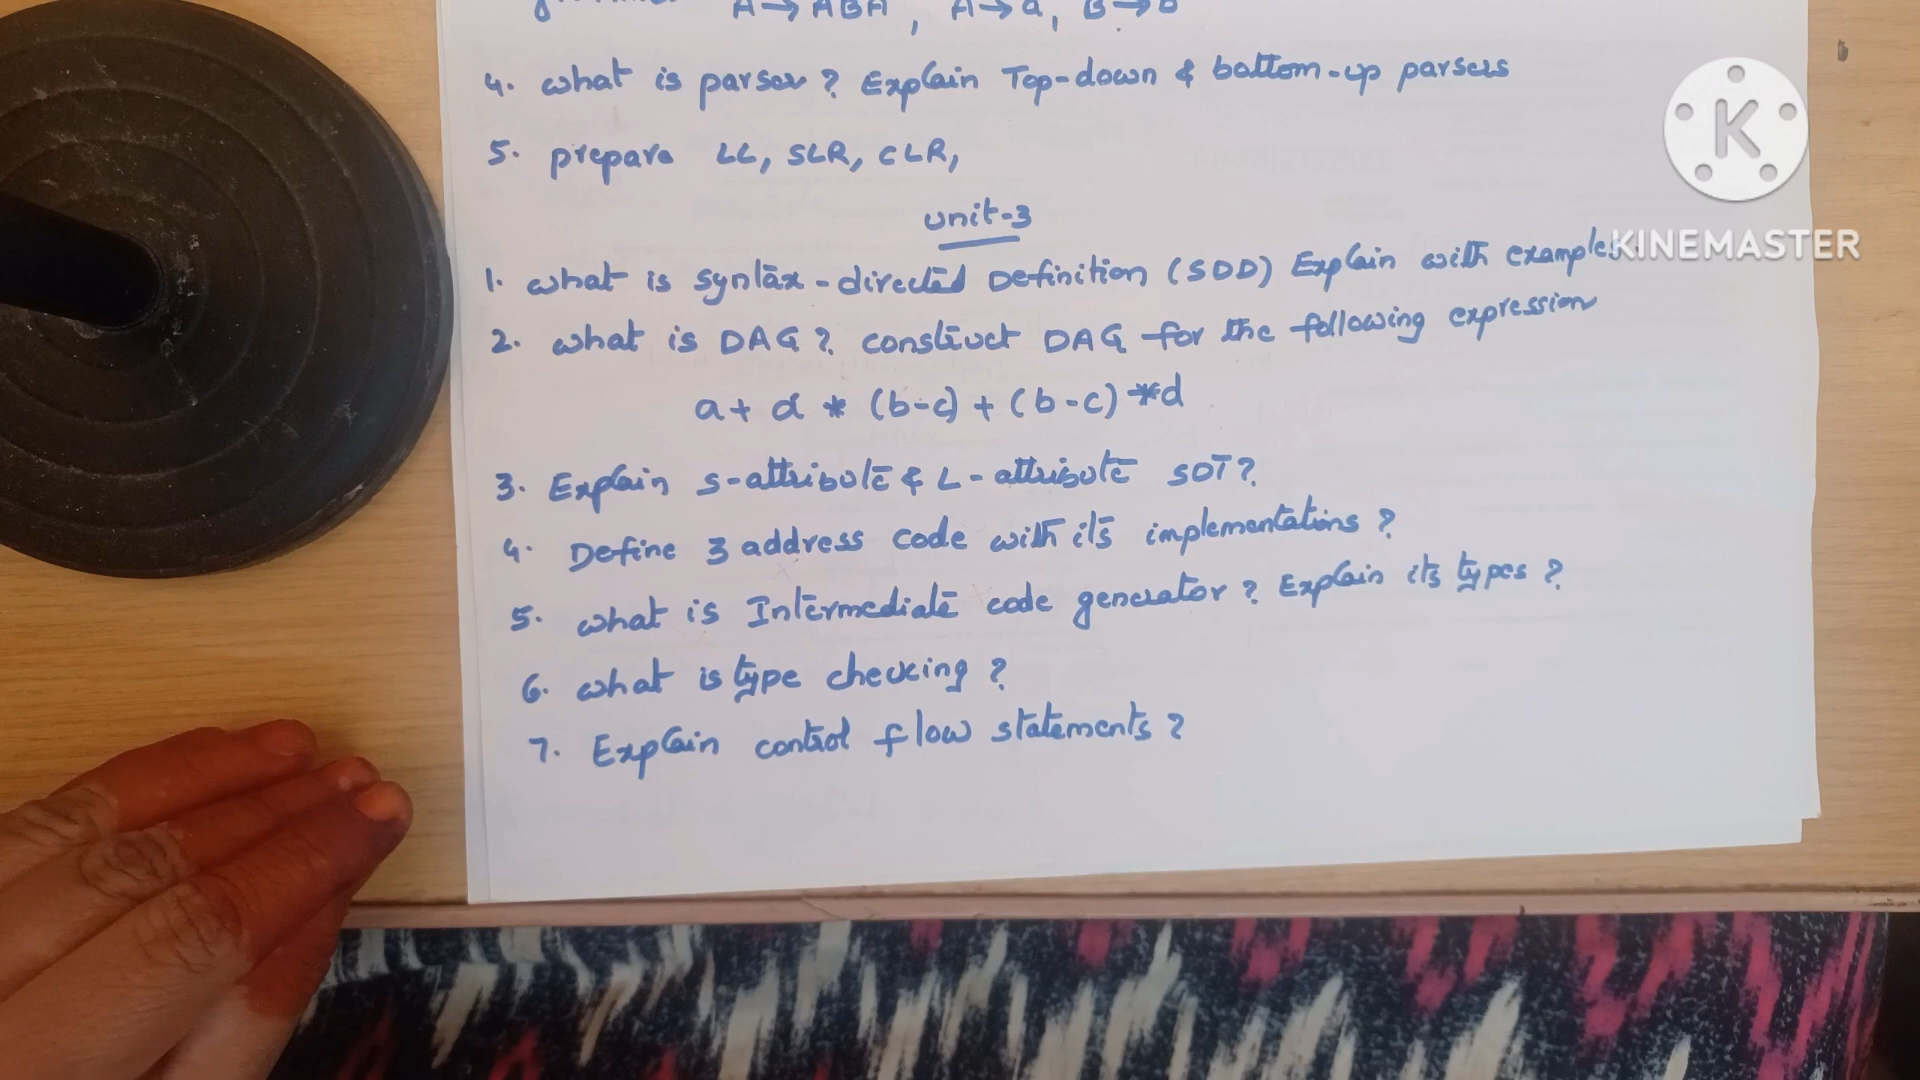 A → ABA , A → a, B → b
4. what is parser? Explain Top-down & bottom-up parsers
5. prepare LL, SLR, CLR,
unit-3
1. what is syntax-directed Definition (SDD) Explain with examples
2. what is DAG? construct DAG for the following expression
a + a * (b-c) + (b-c) * d
3. Explain S-attribute & L-attribute SDT?
4. Define 3 address code with its implementations?
5. what is Intermediate code generator? Explain its types?
6. what is type checking?
7. Explain control flow statements?
K
KINEMASTER